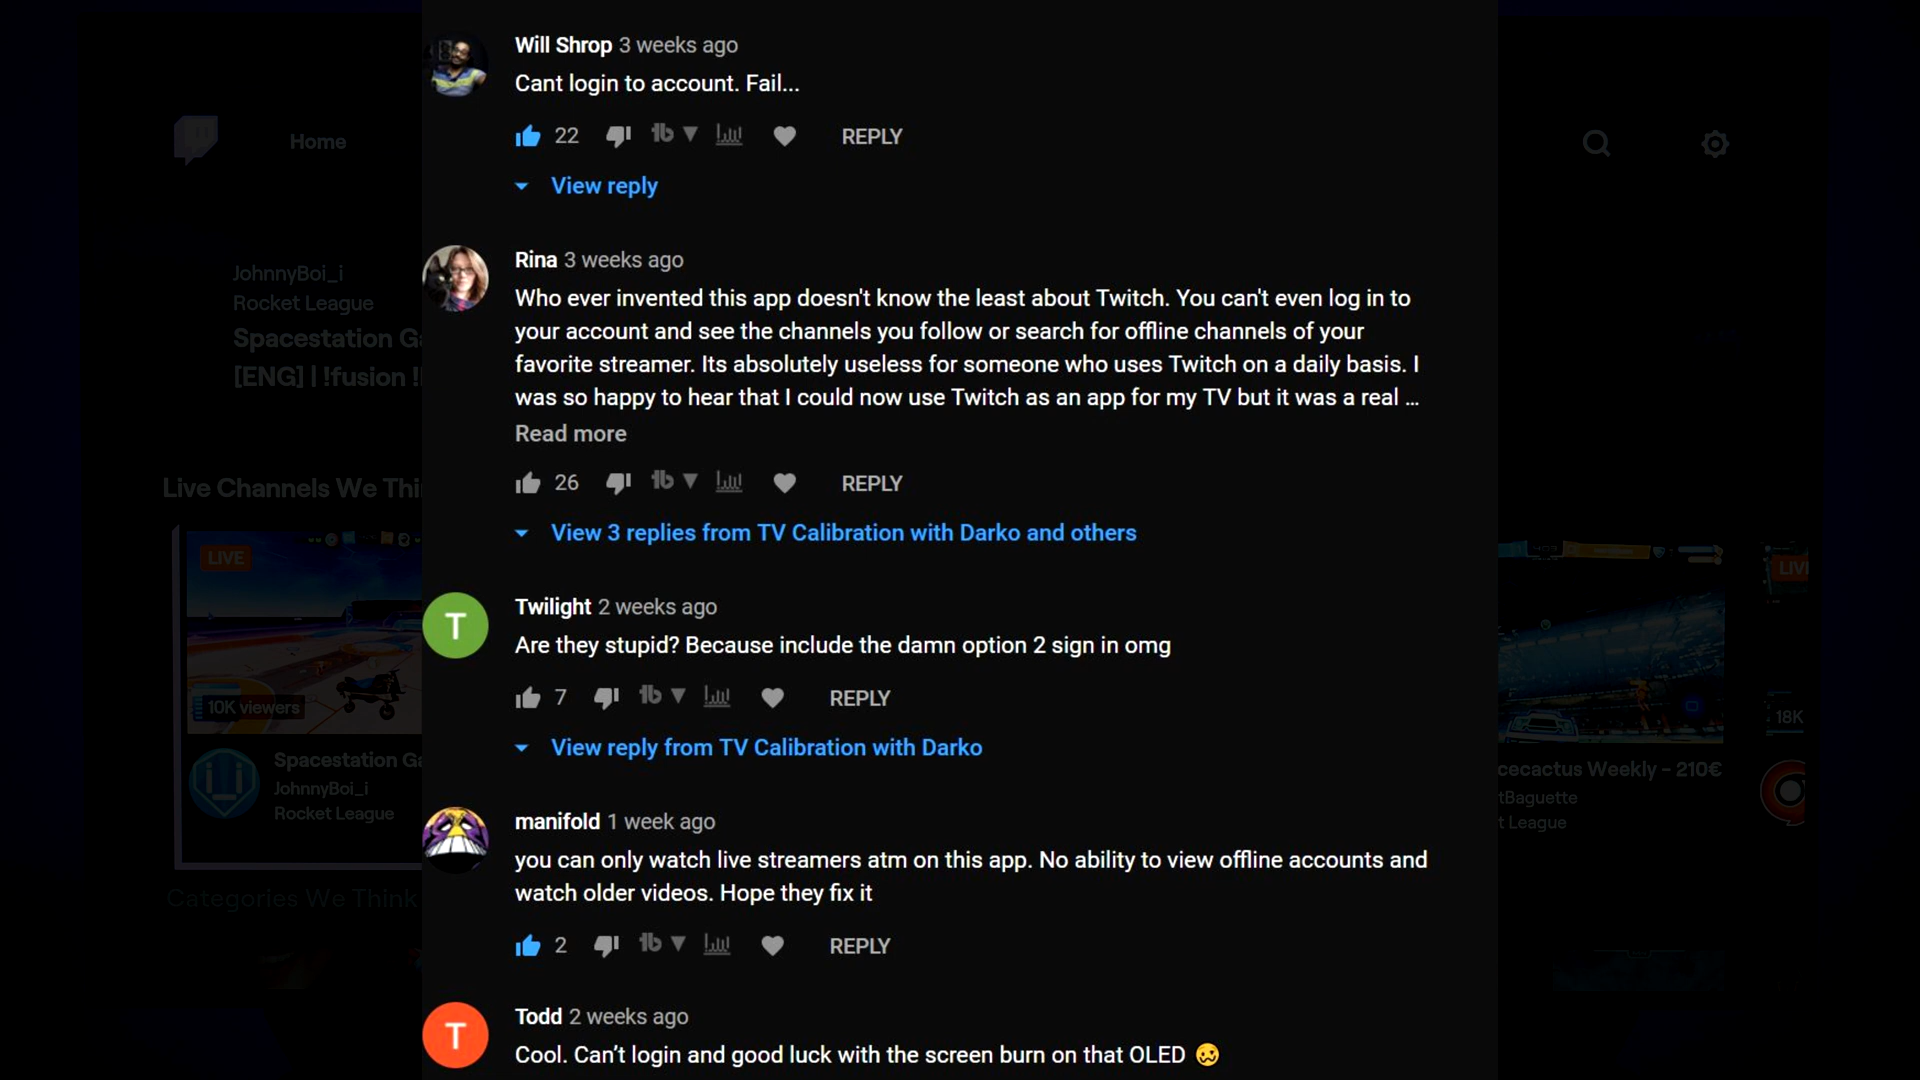 Will Shrop 3 weeks ago
Cant login to account. Fail...
22
REPLY
View reply
Rina 3 weeks ago
Who ever invented this app doesn't know the least about Twitch. You can't even log in to
your account and see the channels you follow or search for offline channels of your
favorite streamer. Its absolutely useless for someone who uses Twitch on a daily basis. I
was so happy to hear that I could now use Twitch as an app for my TV but it was a real ...
Read more
26
REPLY
View 3 replies from TV Calibration with Darko and others
Twilight 2 weeks ago
Are they stupid? Because include the damn option 2 sign in omg
7
REPLY
View reply from TV Calibration with Darko
manifold 1 week ago
you can only watch live streamers atm on this app. No ability to view offline accounts and
watch older videos. Hope they fix it
2
REPLY
Todd 2 weeks ago
Cool. Can’t login and good luck with the screen burn on that OLED 🥴
Home
JohnnyBoi_i
Rocket League
Spacestation Ga
[ENG] | !fusion !
Live Channels We Thi
LIVE
10K viewers
Spacestation Ga
JohnnyBoi_i
Rocket League
Categories We Think
LIV
18K
cecactus Weekly - 210€
tBaguette
t League